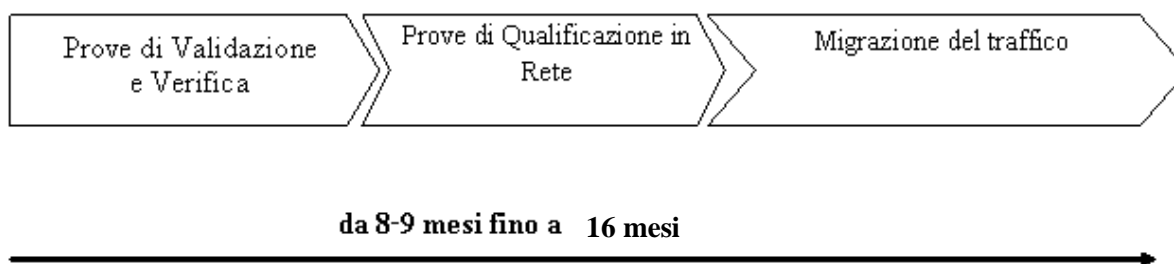 Prove di Validazione
e Verifica
Prove di Qualificazione in
Rete
Migrazione del traffico
da 8-9 mesi fino a 16 mesi